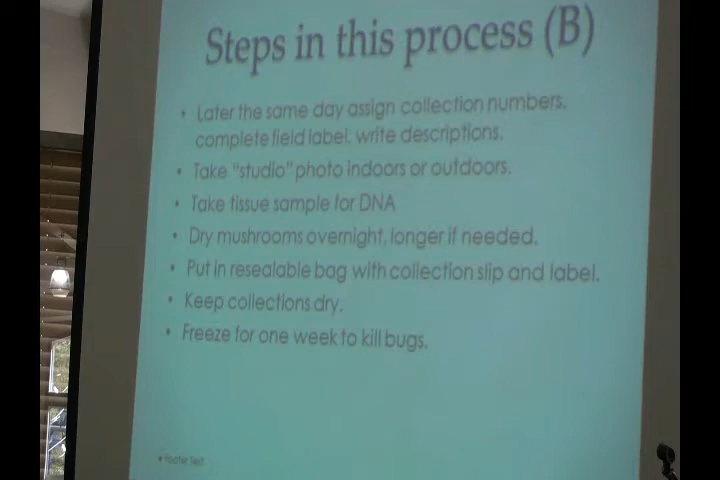 Steps in this process (B)
• Later the same day assign collection numbers,
complete field label, write descriptions.
• Take "studio" photo indoors or outdoors.
• Take tissue sample for DNA
• Dry mushrooms overnight, longer if needed.
• Put in resealable bag with collection slip and label.
• Keep collections dry.
• Freeze for one week to kill bugs.
• Footer Text